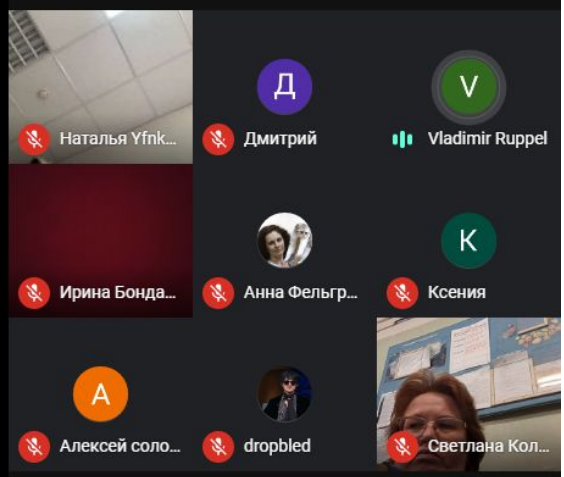 Наталья Yfnk...
Д
Дмитрий
V
Vladimir Ruppel
Ирина Бонда...
Анна Фельгр...
К
Ксения
А
Алексей соло...
dropbled
Светлана Кол...